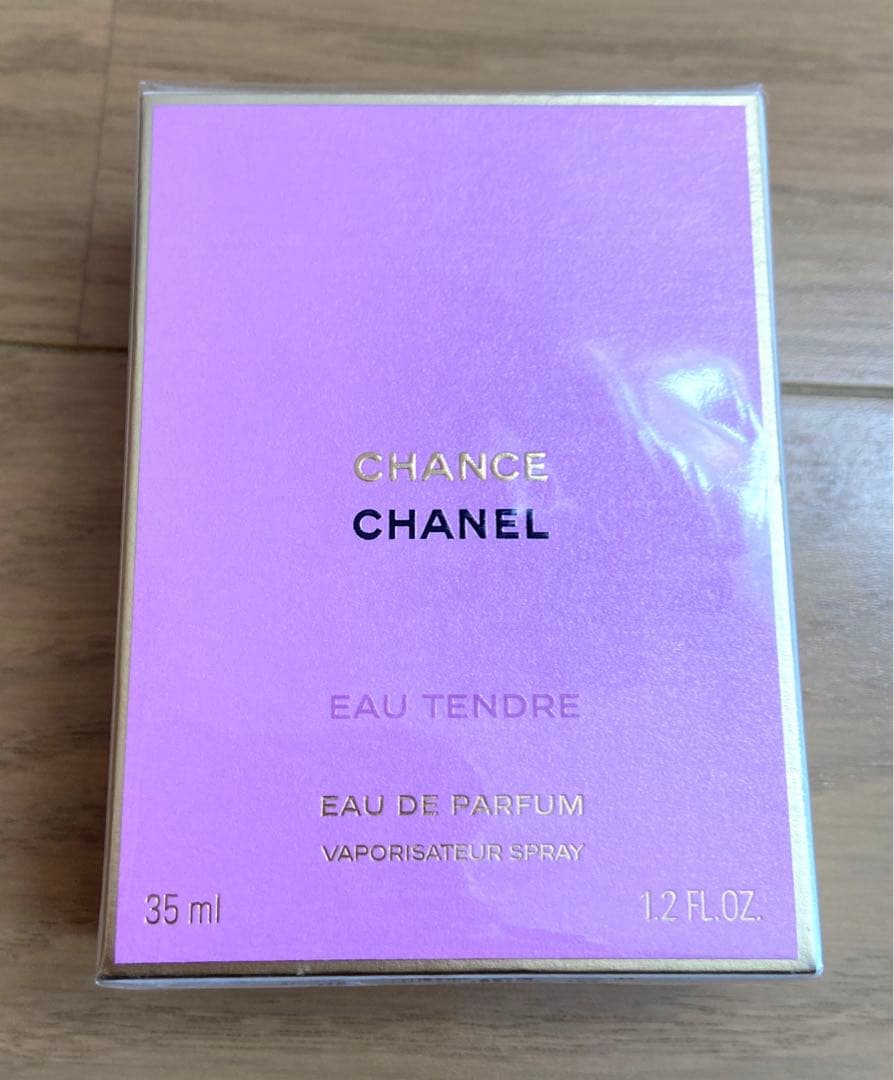 CHANCE
CHANEL
EAU TENDRE
EAU DE PARFUM
VAPORISATEUR SPRAY
35 ml
1.2 FL.OZ.